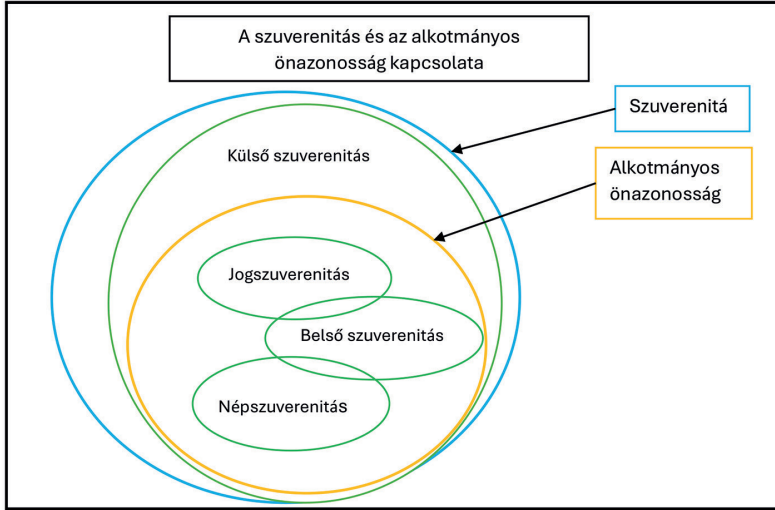 A szuverenitás és az alkotmányos
önazonosság kapcsolata
Szuverenitá
Külső szuverenitás
Alkotmányos
önazonosság
Jogszuverenitás
Belső szuverenitás
Népszuverenitás